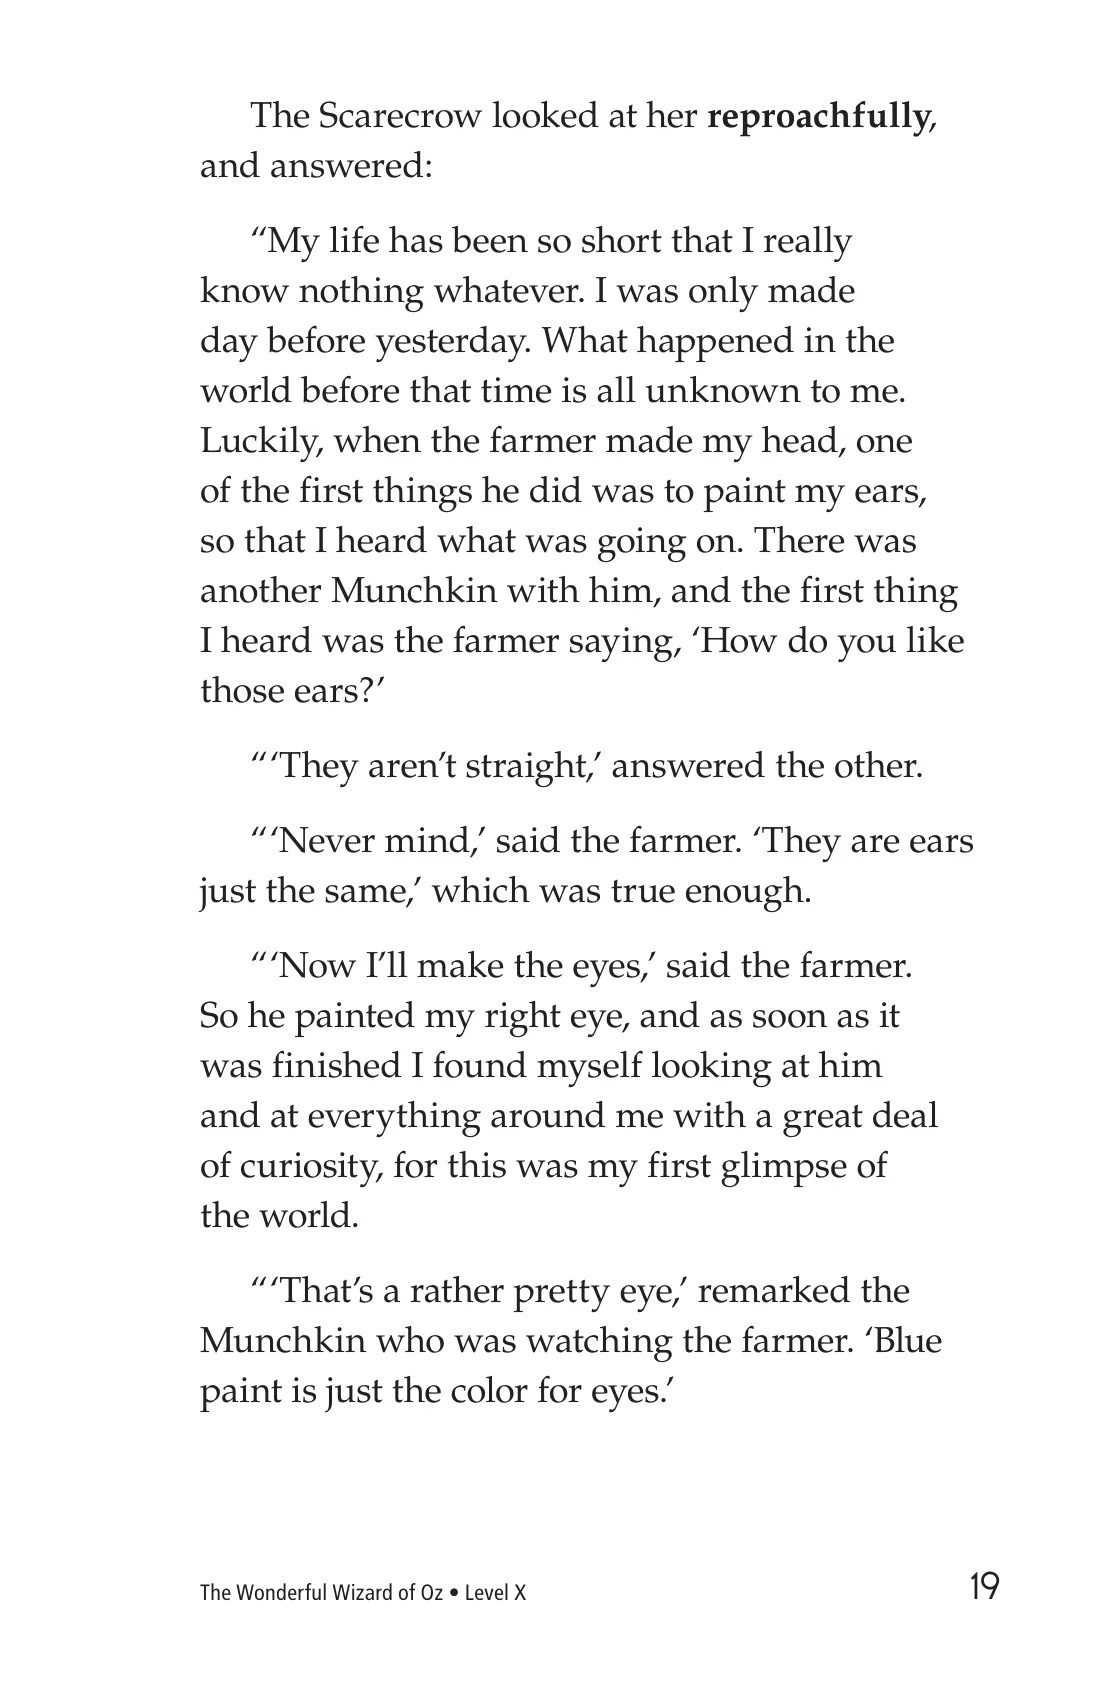 The Scarecrow looked at her reproachfully,
and answered:
“My life has been so short that I really
know nothing whatever. I was only made
day before yesterday. What happened in the
world before that time is all unknown to me.
Luckily, when the farmer made my head, one
of the first things he did was to paint my ears,
so that I heard what was going on. There was
another Munchkin with him, and the first thing
I heard was the farmer saying, ‘How do you like
those ears?’
“‘They aren’t straight,’ answered the other.
“‘Never mind,’ said the farmer. ‘They are ears
just the same,’ which was true enough.
“‘Now I’ll make the eyes,’ said the farmer.
So he painted my right eye, and as soon as it
was finished I found myself looking at him
and at everything around me with a great deal
of curiosity, for this was my first glimpse of
the world.
“‘That’s a rather pretty eye,’ remarked the
Munchkin who was watching the farmer. ‘Blue
paint is just the color for eyes.’
The Wonderful Wizard of Oz • Level X 19